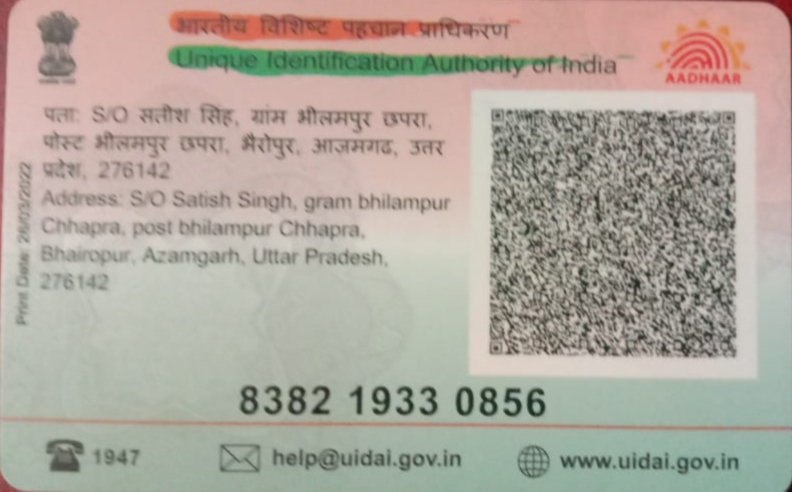 भारतीय विशिष्ट पहचान प्राधिकरण
Unique Identification Authority of India
AADHAAR
पता: S/O सतीश सिंह, ग्राम भीलमपुर छपरा,
पोस्ट भीलमपुर छपरा, भैरोपुर, आज़मगढ, उत्तर
प्रदेश, 276142
Address: S/O Satish Singh, gram bhilampur
Chhapra, post bhilampur Chhapra,
Bhairopur, Azamgarh, Uttar Pradesh,
276142
Print Date: 26/03/2022
8382 1933 0856
1947
help@uidai.gov.in
www.uidai.gov.in